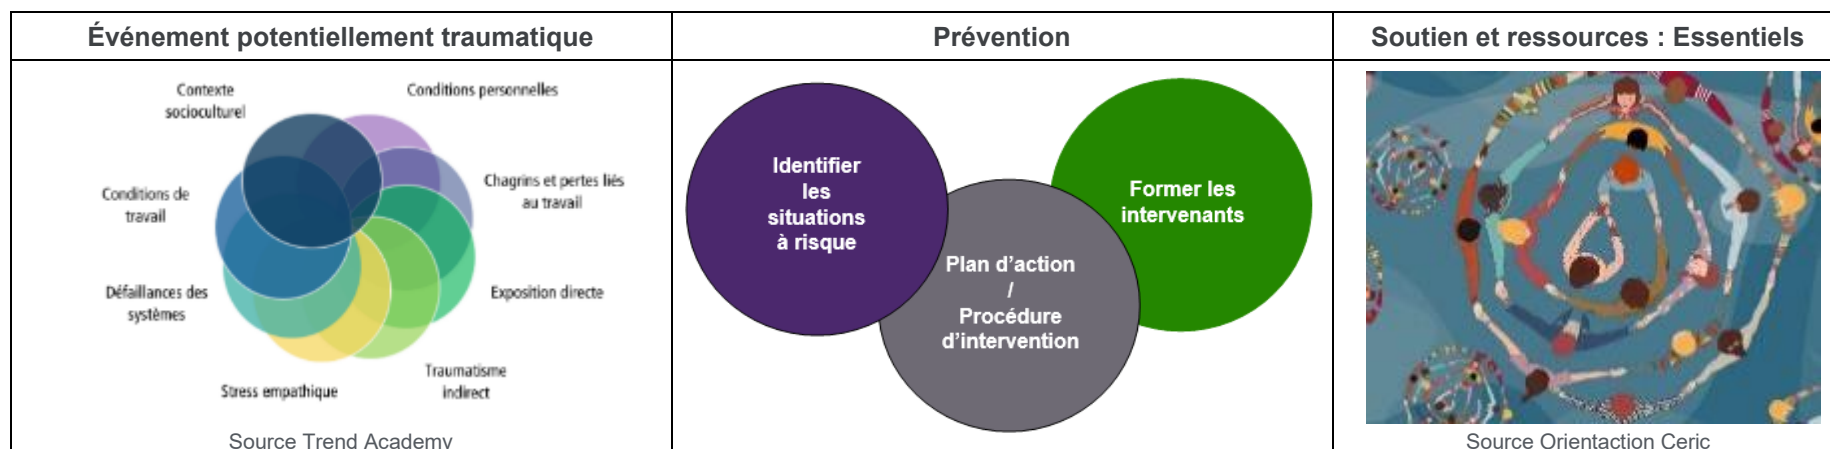 Événement potentiellement traumatique
Prévention
Soutien et ressources : Essentiels
Contexte
socioculturel
Conditions personnelles
Conditions de
travail
Chagrins et pertes liés
au travail
Défaillances des
systèmes
Exposition directe
Stress empathique
Traumatisme
indirect
Source Trend Academy
Identifier
les
situations
à risque
Plan d’action
/
Procédure
d’intervention
Former les
intervenants
Source Orientaction Ceric